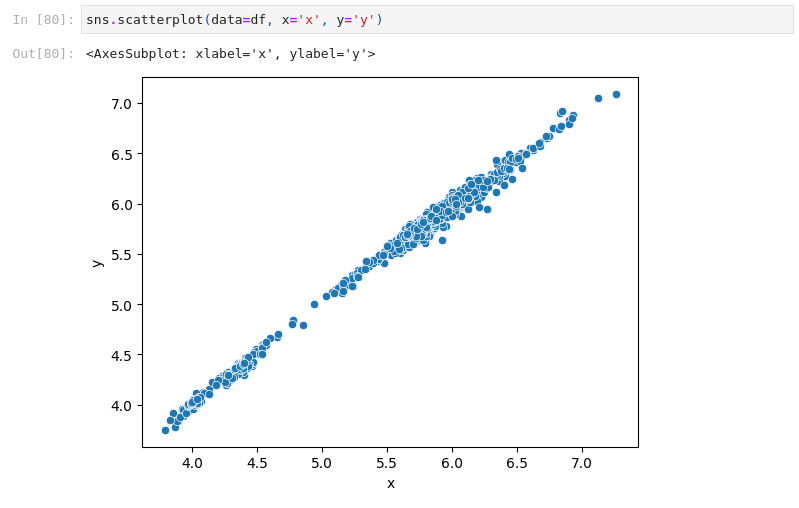 In [80]: sns.scatterplot(data=df, x='x', y='y')
Out[80]: <AxesSubplot: xlabel='x', ylabel='y'>
7.0
6.5
6.0
5.5
5.0
4.5
4.0
y
4.0 4.5 5.0 5.5 6.0 6.5 7.0
x